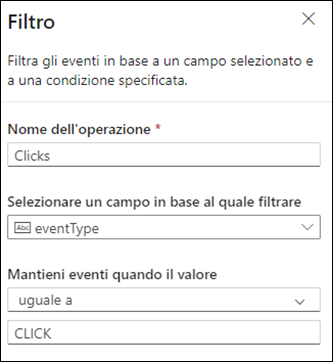 Filtro
Filtra gli eventi in base a un campo selezionato e
a una condizione specificata.
Nome dell'operazione *
Clicks
Selezionare un campo in base al quale filtrare
Abc eventType
Mantieni eventi quando il valore
uguale a
CLICK